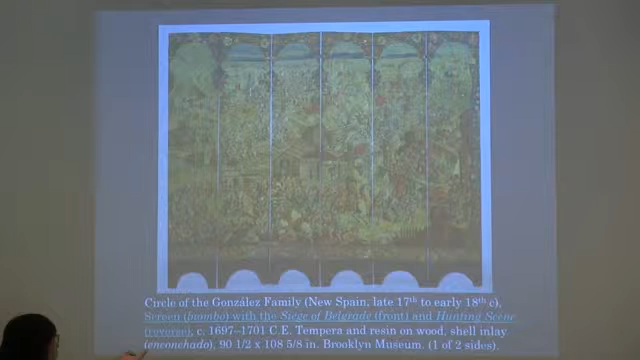 Circle of the González Family (New Spain, late 17th to early 18th c),
Screen (biombo) with the Siege of Belgrade (front) and Hunting Scene
(reverse), c. 1697–1701 C.E. Tempera and resin on wood, shell inlay
(enconchado), 90 1/2 x 108 5/8 in. Brooklyn Museum. (1 of 2 sides).